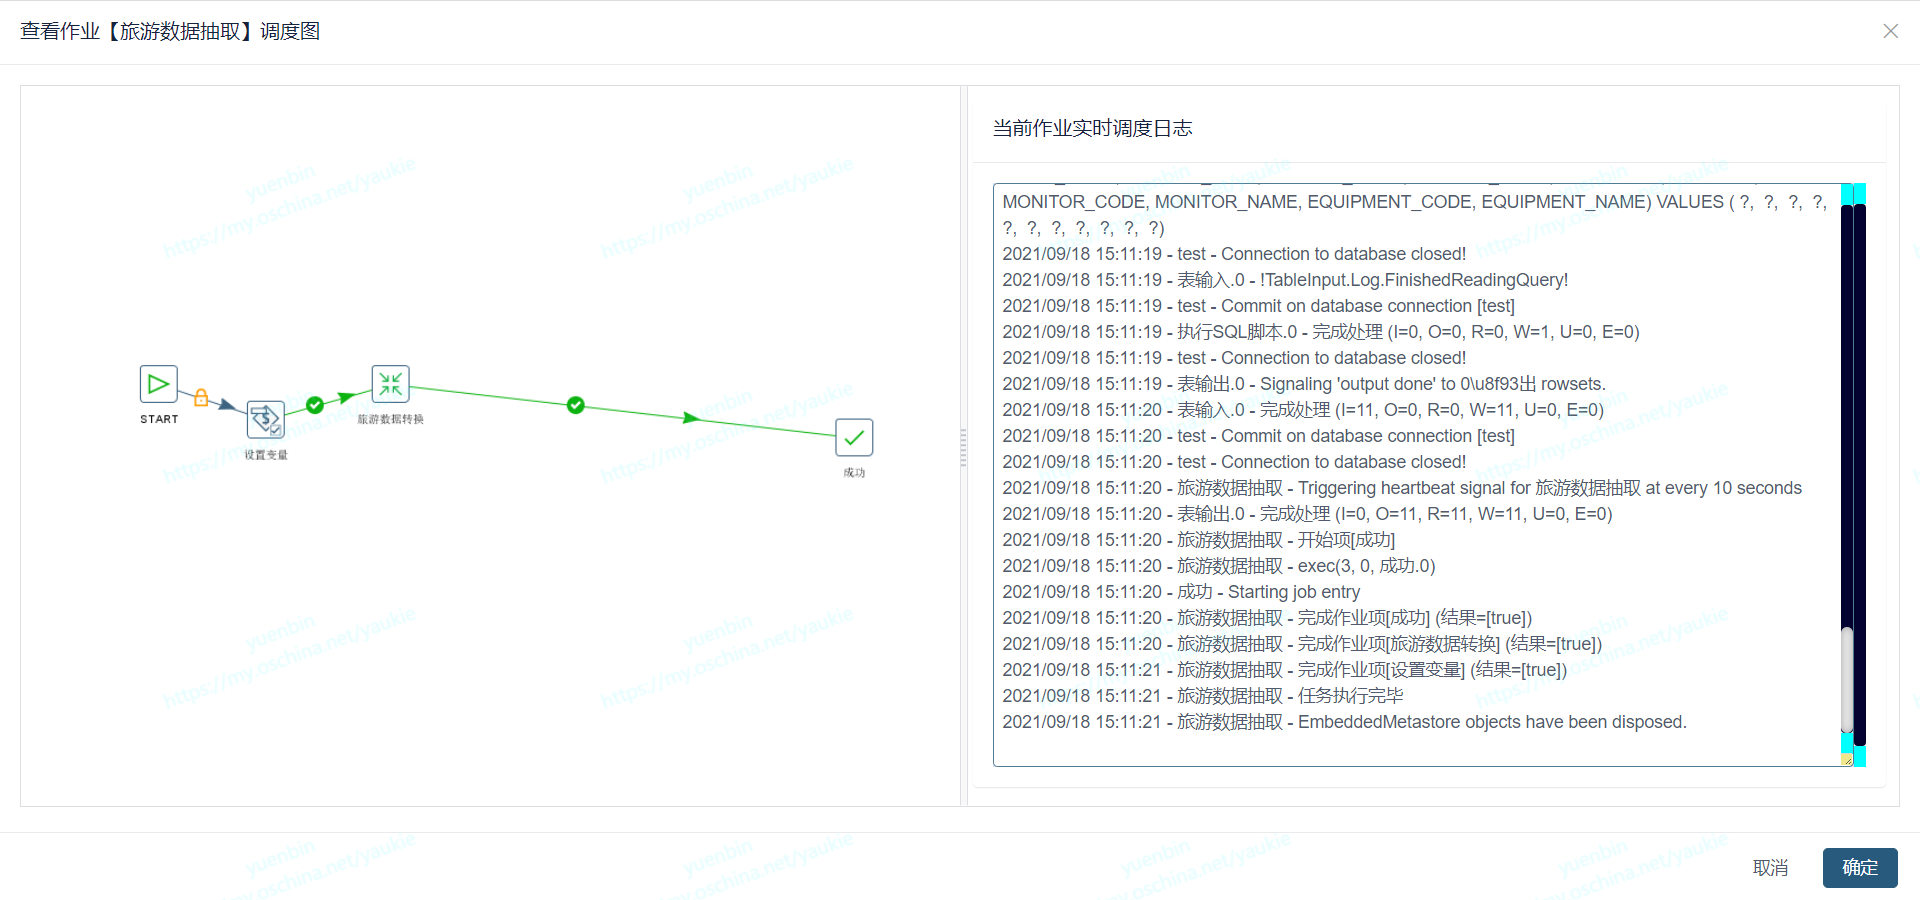 查看作业【旅游数据抽取】调度图
START
设置变量
旅游数据转换
成功
当前作业实时调度日志
MONITOR_CODE, MONITOR_NAME, EQUIPMENT_CODE, EQUIPMENT_NAME) VALUES ( ?, ?, ?, ?,
?, ?, ?, ?, ?, ?, ?)
2021/09/18 15:11:19 - test - Connection to database closed!
2021/09/18 15:11:19 - 表输入.0 - !TableInput.Log.FinishedReadingQuery!
2021/09/18 15:11:19 - test - Commit on database connection [test]
2021/09/18 15:11:19 - 执行SQL脚本.0 - 完成处理 (I=0, O=0, R=0, W=1, U=0, E=0)
2021/09/18 15:11:19 - test - Connection to database closed!
2021/09/18 15:11:19 - 表输出.0 - Signaling 'output done' to 0\u8f93出 rowsets.
2021/09/18 15:11:20 - 表输入.0 - 完成处理 (I=11, O=0, R=0, W=11, U=0, E=0)
2021/09/18 15:11:20 - test - Commit on database connection [test]
2021/09/18 15:11:20 - test - Connection to database closed!
2021/09/18 15:11:20 - 旅游数据抽取 - Triggering heartbeat signal for 旅游数据抽取 at every 10 seconds
2021/09/18 15:11:20 - 表输出.0 - 完成处理 (I=0, O=11, R=11, W=11, U=0, E=0)
2021/09/18 15:11:20 - 旅游数据抽取 - 开始项[成功]
2021/09/18 15:11:20 - 旅游数据抽取 - exec(3, 0, 成功.0)
2021/09/18 15:11:20 - 成功 - Starting job entry
2021/09/18 15:11:20 - 旅游数据抽取 - 完成作业项[成功] (结果=[true])
2021/09/18 15:11:20 - 旅游数据抽取 - 完成作业项[旅游数据转换] (结果=[true])
2021/09/18 15:11:21 - 旅游数据抽取 - 完成作业项[设置变量] (结果=[true])
2021/09/18 15:11:21 - 旅游数据抽取 - 任务执行完毕
2021/09/18 15:11:21 - 旅游数据抽取 - EmbeddedMetastore objects have been disposed.
取消
确定
yuenbin
https://my.oschina.net/yaukie